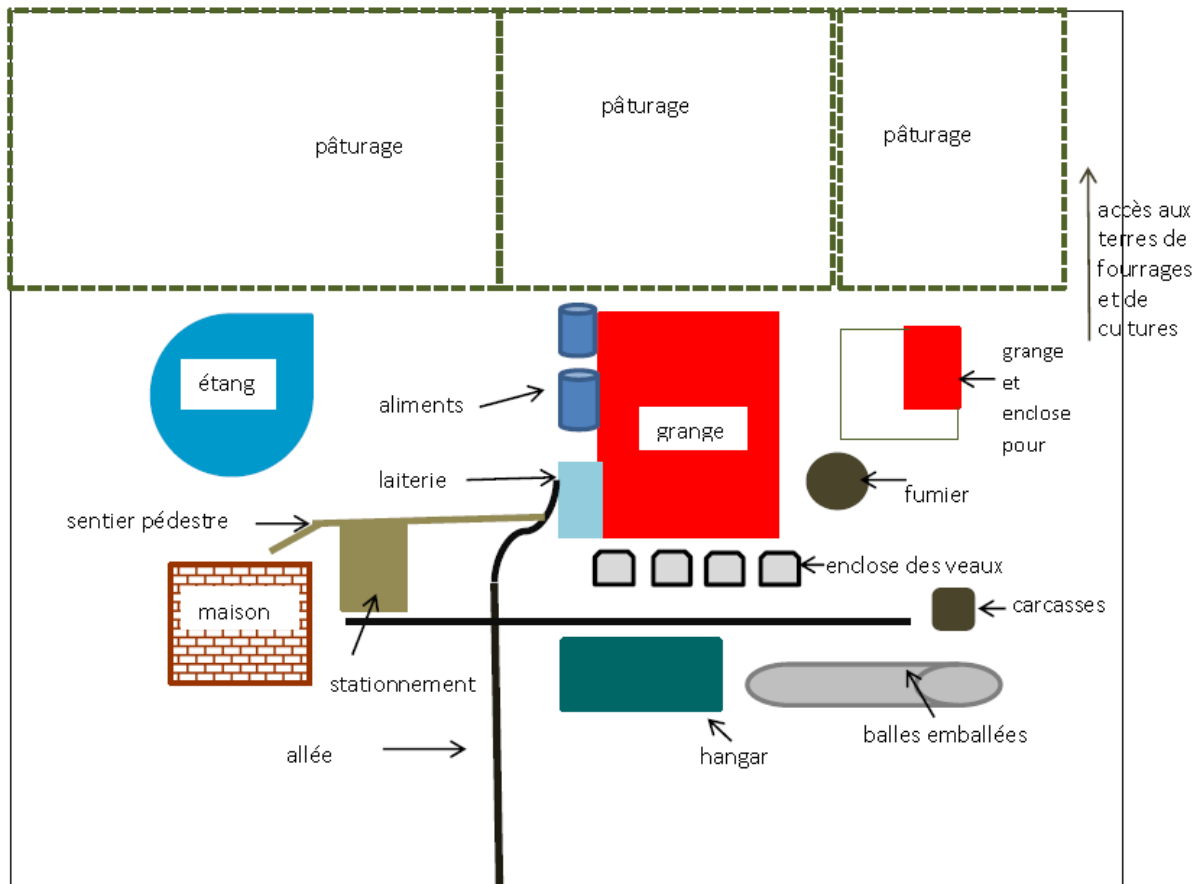 pâturage
pâturage
pâturage
accès aux
terres de
fourrages
et de
cultures
étang
aliments
grange
grange
et
enclose
pour
laiterie
fumier
sentier pédestre
enclose des veaux
maison
carcasses
stationnement
balles emballées
hangar
allée